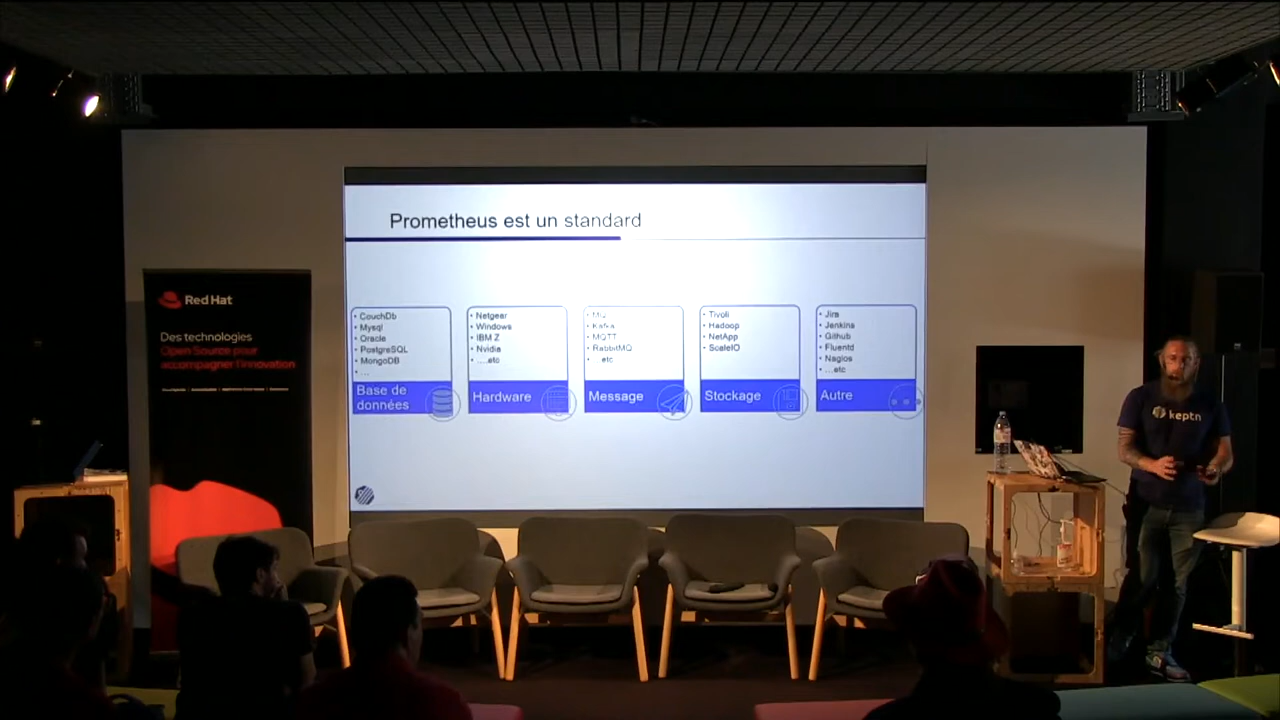 Prometheus est un standard
CouchDb
Mysql
Oracle
PostgreSQL
MongoDB
...
Base de
données
Netgear
Windows
IBM Z
Nvidia
....etc
Hardware
Kafka
MQTT
RabbitMQ
...etc
Message
Tivoli
Hadoop
NetApp
ScaleIO
Stockage
Jira
Jenkins
Github
Fluentd
Nagios
...etc
Autre
Red Hat
Des technologies
Open Source pour
accompagner l'innovation
keptn